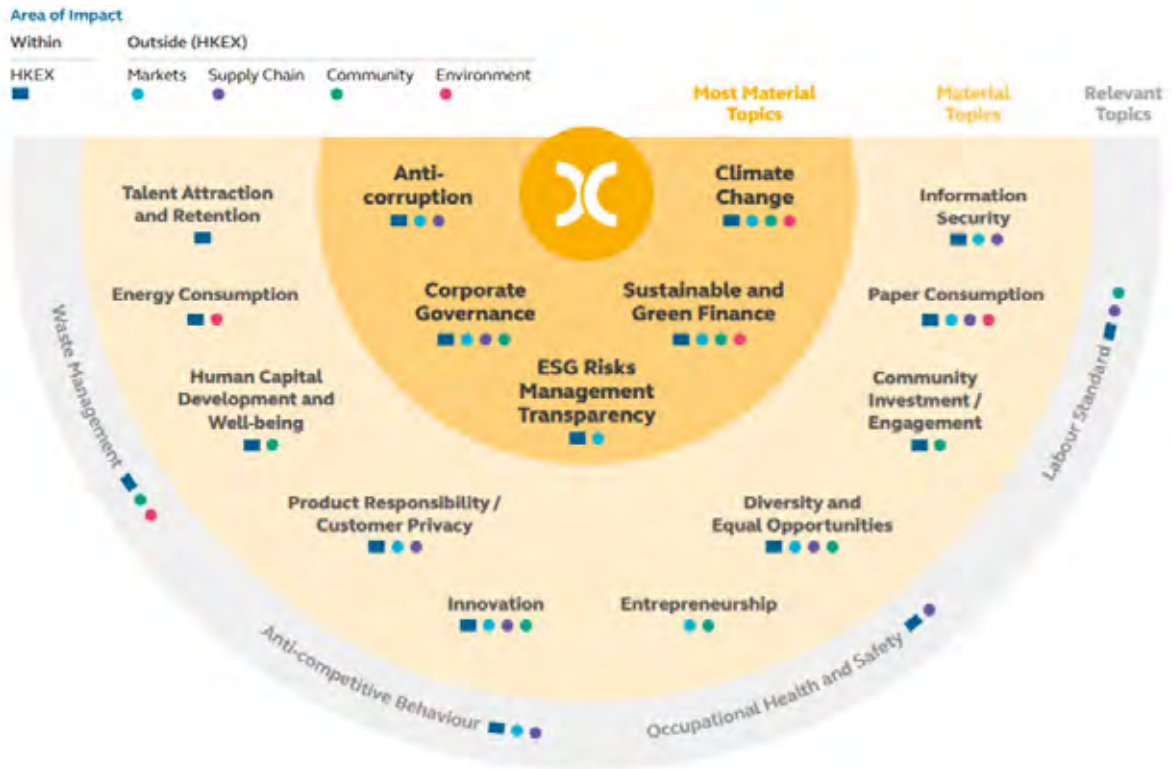 Area of Impact
Within
Outside (HKEX)
HKEX
Markets
Supply Chain
Community
Environment
Most Material
Topics
Material
Topics
Relevant
Topics
Talent Attraction
and Retention
Anti-
corruption
Climate
Change
Information
Security
Energy Consumption
Corporate
Governance
Sustainable and
Green Finance
Paper Consumption
Human Capital
Development and
Well-being
ESG Risks
Management
Transparency
Community
Investment /
Engagement
Product Responsibility /
Customer Privacy
Diversity and
Equal Opportunities
Innovation
Entrepreneurship
Waste Management
Anti-competitive Behaviour
Occupational Health and Safety
Labour Standard